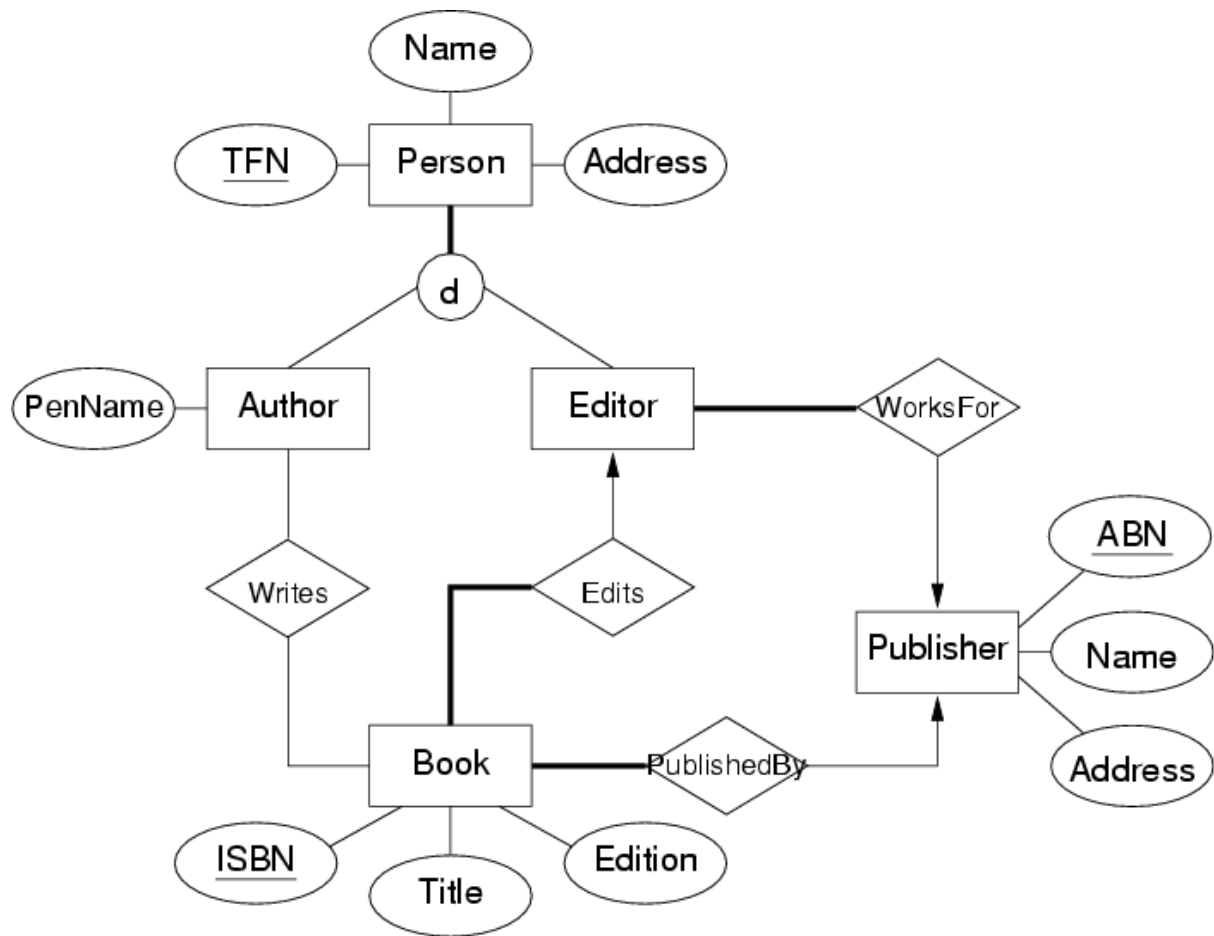 Name
TFN
Person
Address
d
PenName
Author
Editor
WorksFor
ABN
Writes
Edits
Publisher
Name
Book
PublishedBy
Address
ISBN
Title
Edition